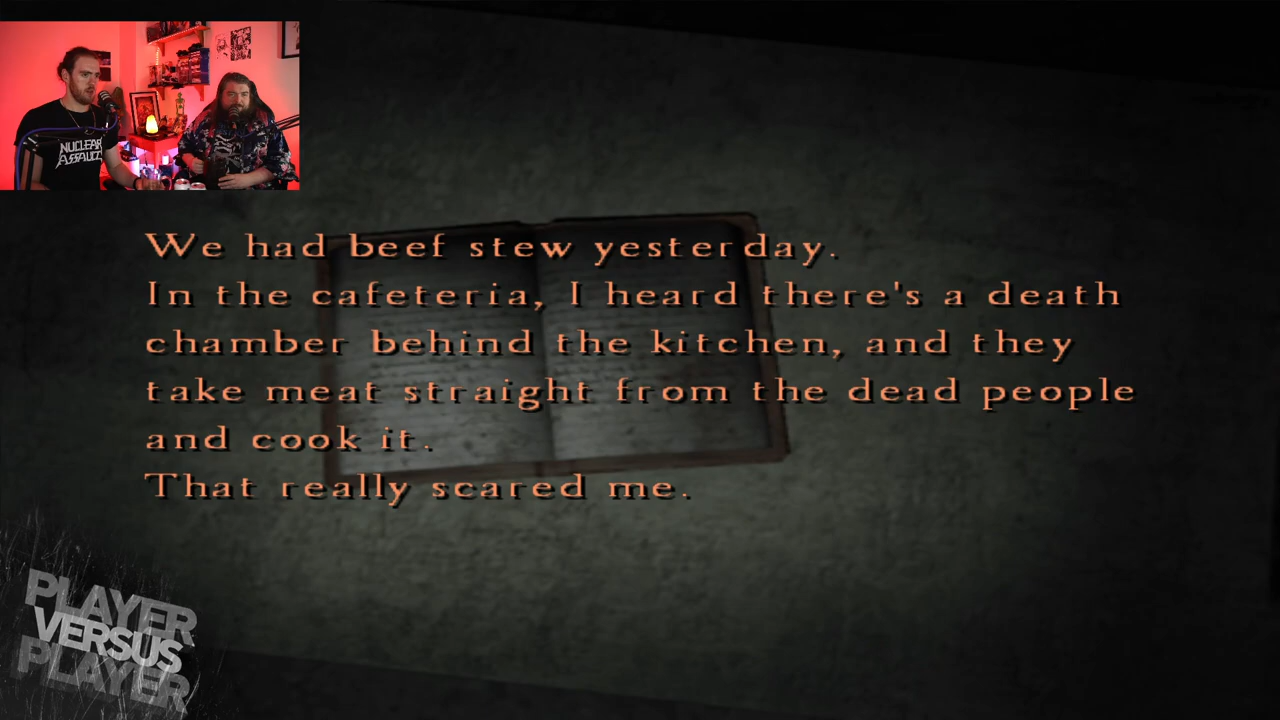 NUCLEAR
ASSAULT
We had beef stew yesterday.
In the cafeteria, I heard there's a death
chamber behind the kitchen, and they
take meat straight from the dead people
and cook it.
That really scared me.
PLAYER
VERSUS
PLAYER